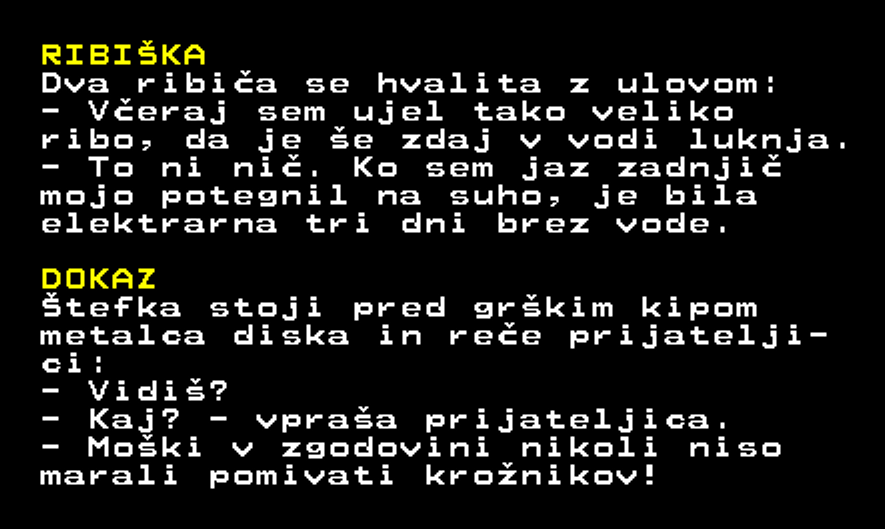 RIBIŠKA
Dva ribiča se hvalita z ulovom:
- Včeraj sem ujel tako veliko
ribo, da je še zdaj v vodi luknja.
- To ni nič. Ko sem jaz zadnjič
mojo potegnil na suho, je bila
elektrarna tri dni brez vode.
DOKAZ
Štefka stoji pred grškim kipom
metalca diska in reče prijatelji-
ci:
- Vidiš?
- Kaj? - vpraša prijateljica.
- Moški v zgodovini nikoli niso
marali pomivati krožnikov!